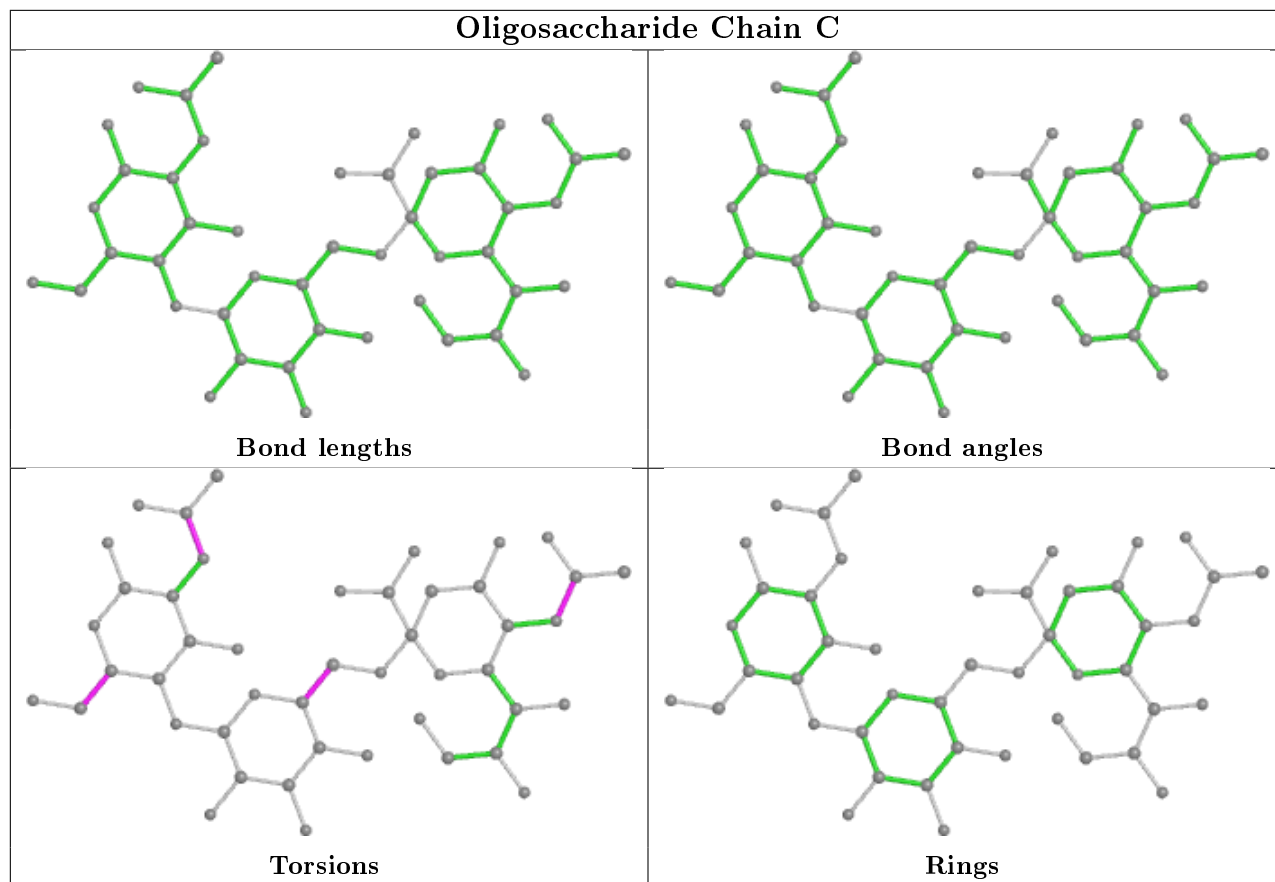 Oligosaccharide Chain C
Bond lengths
Bond angles
Torsions
Rings